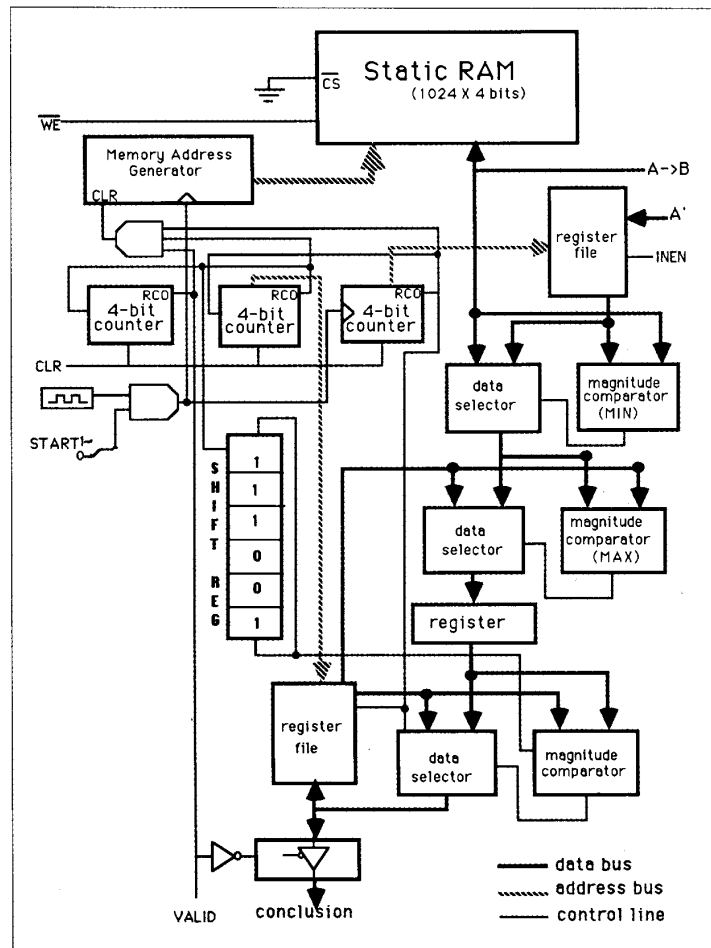 Static RAM
(1024 X 4 bits)
CS
WE
Memory Address
Generator
CLR
A->B
A'
register
file
INEN
RCO
4-bit
counter
RCO
4-bit
counter
RCO
4-bit
counter
CLR
START
data
selector
magnitude
comparator
(MIN)
SHIFT REG
1
1
1
0
0
1
data
selector
magnitude
comparator
(MAX)
register
register
file
data
selector
magnitude
comparator
VALID
conclusion
data bus
address bus
control line